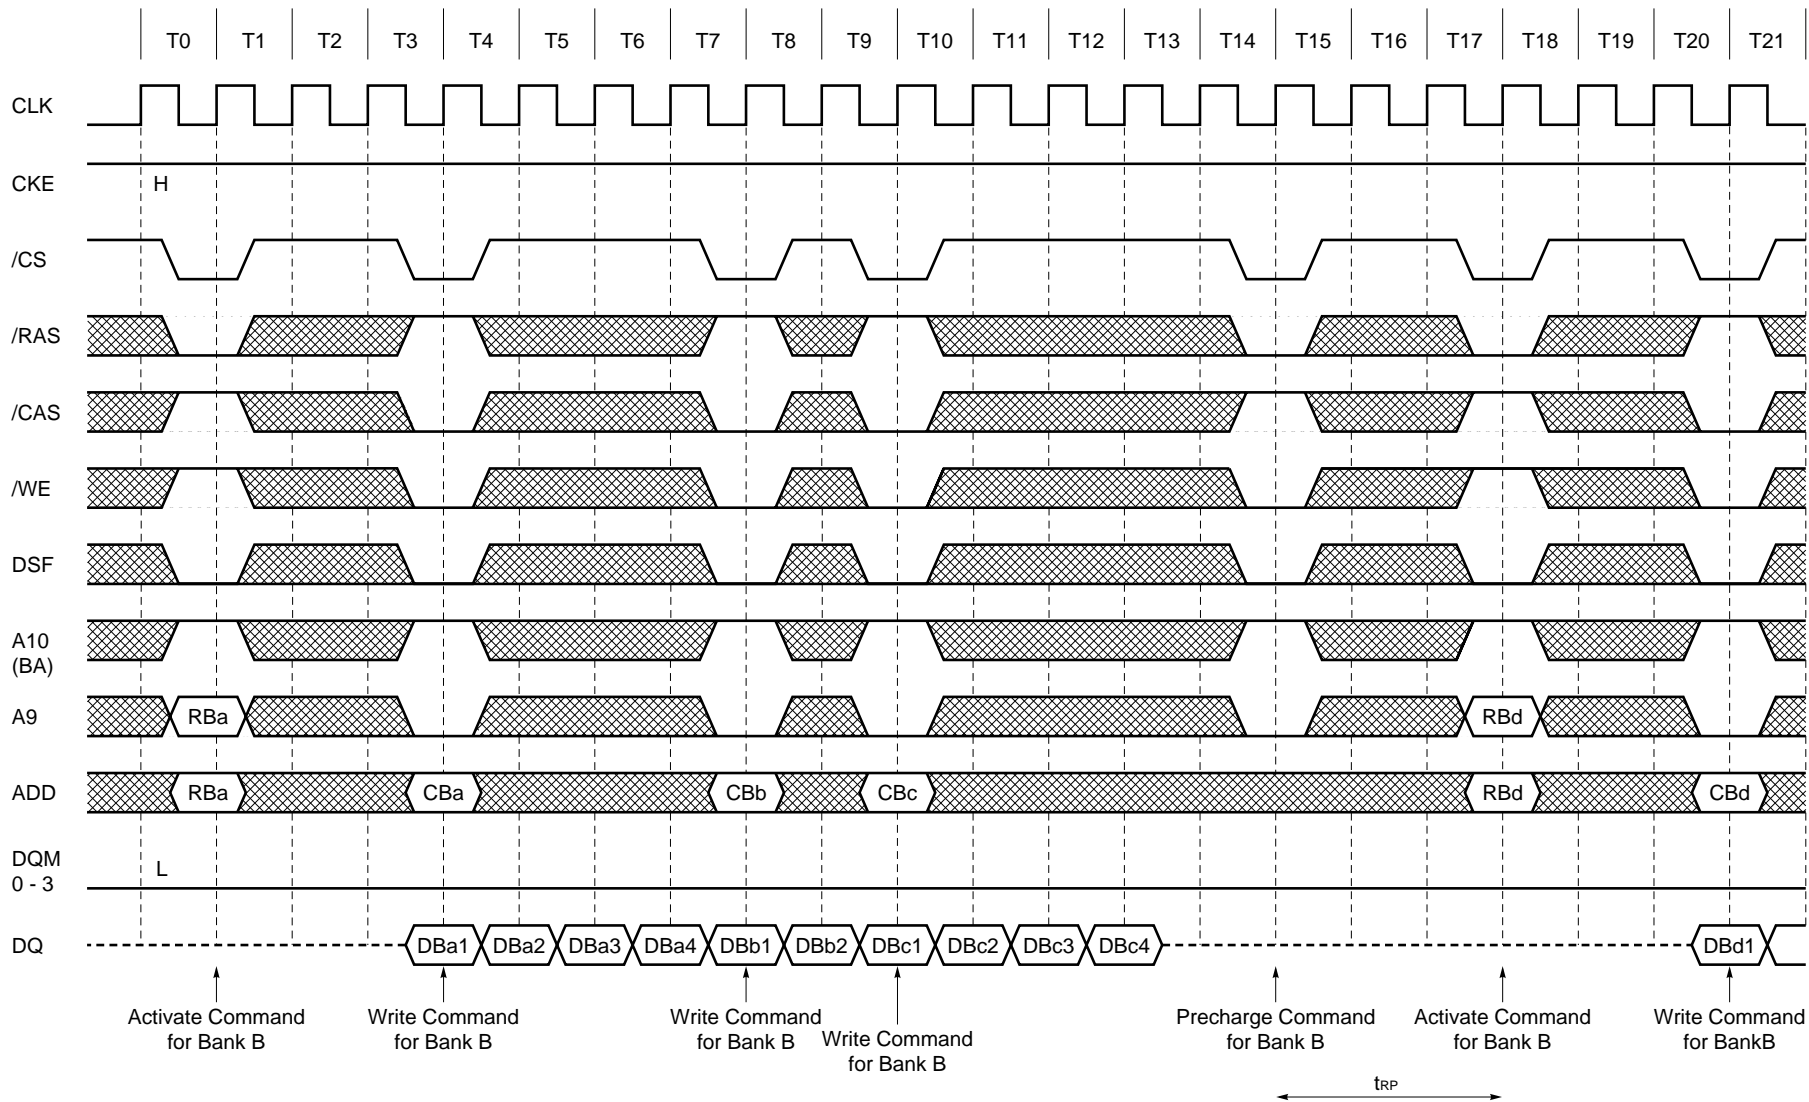 T0 T1 T2 T3 T4 T5 T6 T7 T8 T9 T10 T11 T12 T13 T14 T15 T16 T17 T18 T19 T20 T21
CLK
CKE H
/CS
/RAS
/CAS
/WE
DSF
A10
(BA)
A9 RBa RBd
ADD RBa CBa CBb CBc RBd CBd
DQM L
0 - 3
DQ DBa1 DBa2 DBa3 DBa4 DBb1 DBb2 DBc1 DBc2 DBc3 DBc4 DBd1
Activate Command
for Bank B
Write Command
for Bank B
Write Command
for Bank B
Write Command
for Bank B
Precharge Command
for Bank B
Activate Command
for Bank B
Write Command
for BankB
tRP